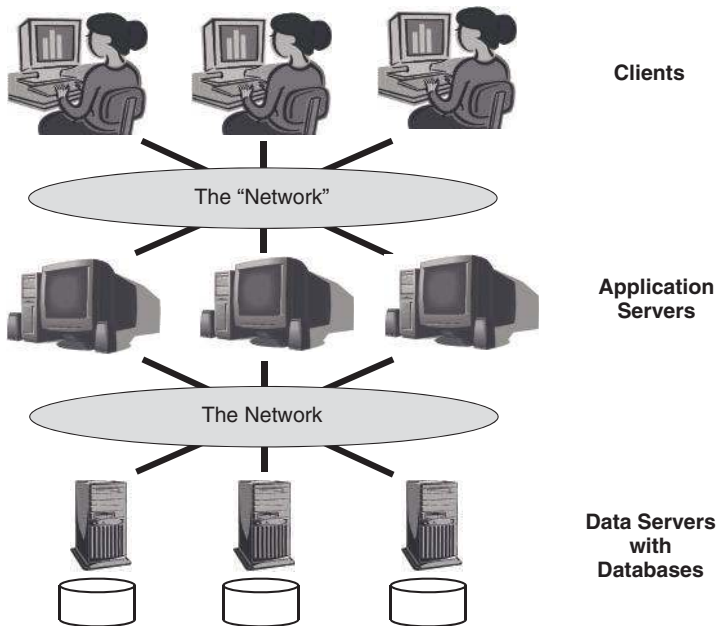 Clients
The “Network”
Application
Servers
The Network
Data Servers
with
Databases